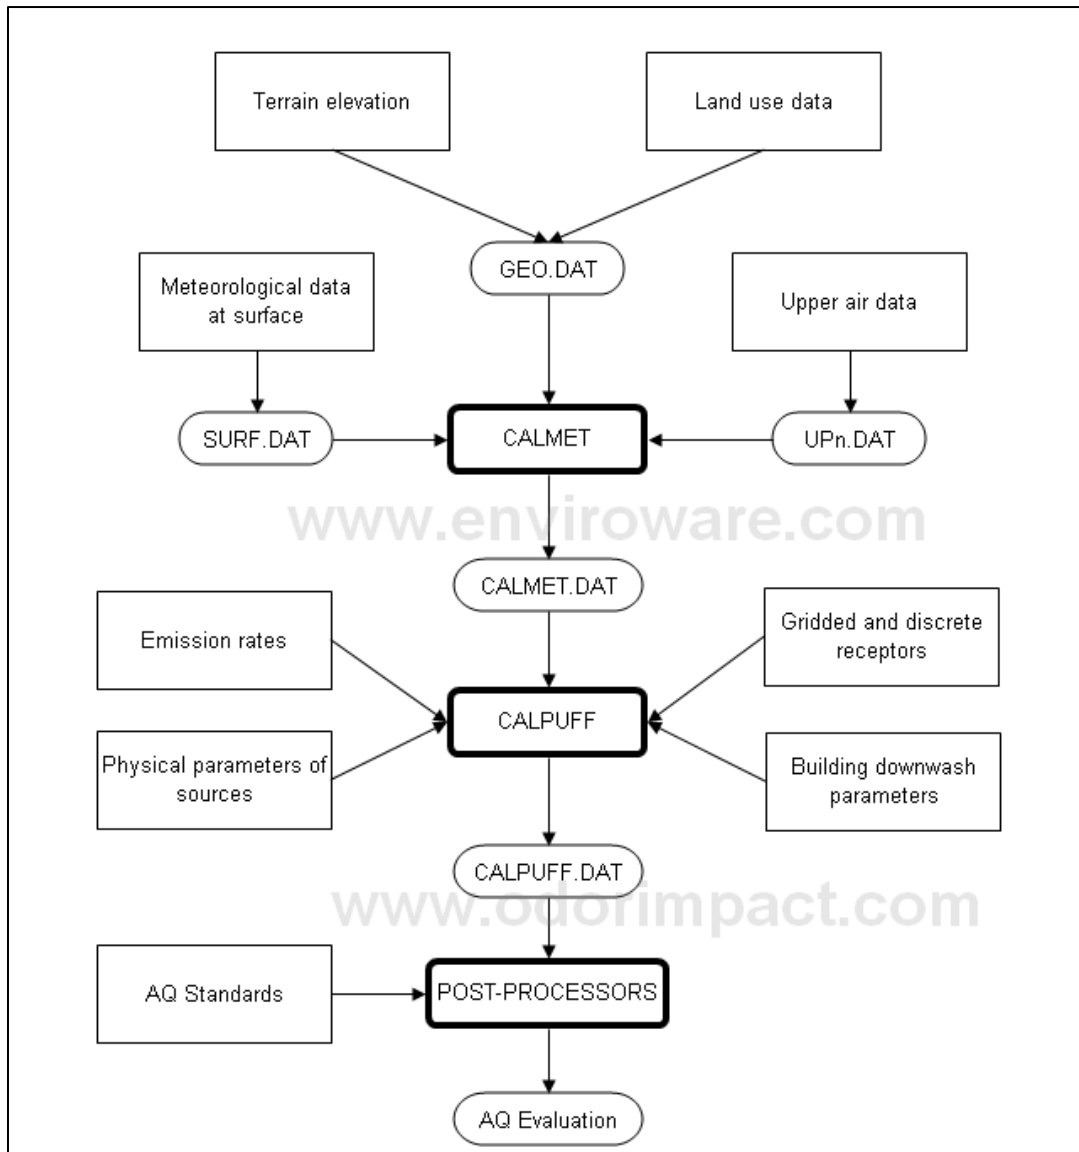 Terrain elevation
Land use data
GEO.DAT
Meteorological data
at surface
Upper air data
SURF.DAT
CALMET
UPn.DAT
www.enviroware.com
CALMET.DAT
Emission rates
Gridded and discrete
receptors
CALPUFF
Physical parameters of
sources
Building downwash
parameters
CALPUFF.DAT
www.odorimpact.com
AQ Standards
POST-PROCESSORS
AQ Evaluation